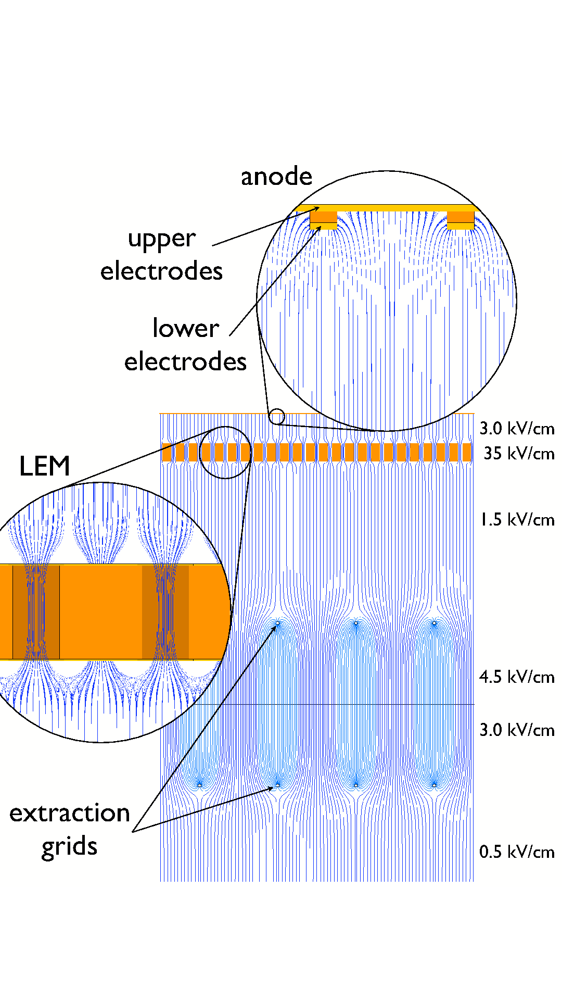 anode
upper
electrodes
lower
electrodes
3.0 kV/cm
35 kV/cm
LEM
1.5 kV/cm
4.5 kV/cm
3.0 kV/cm
extraction
grids
0.5 kV/cm